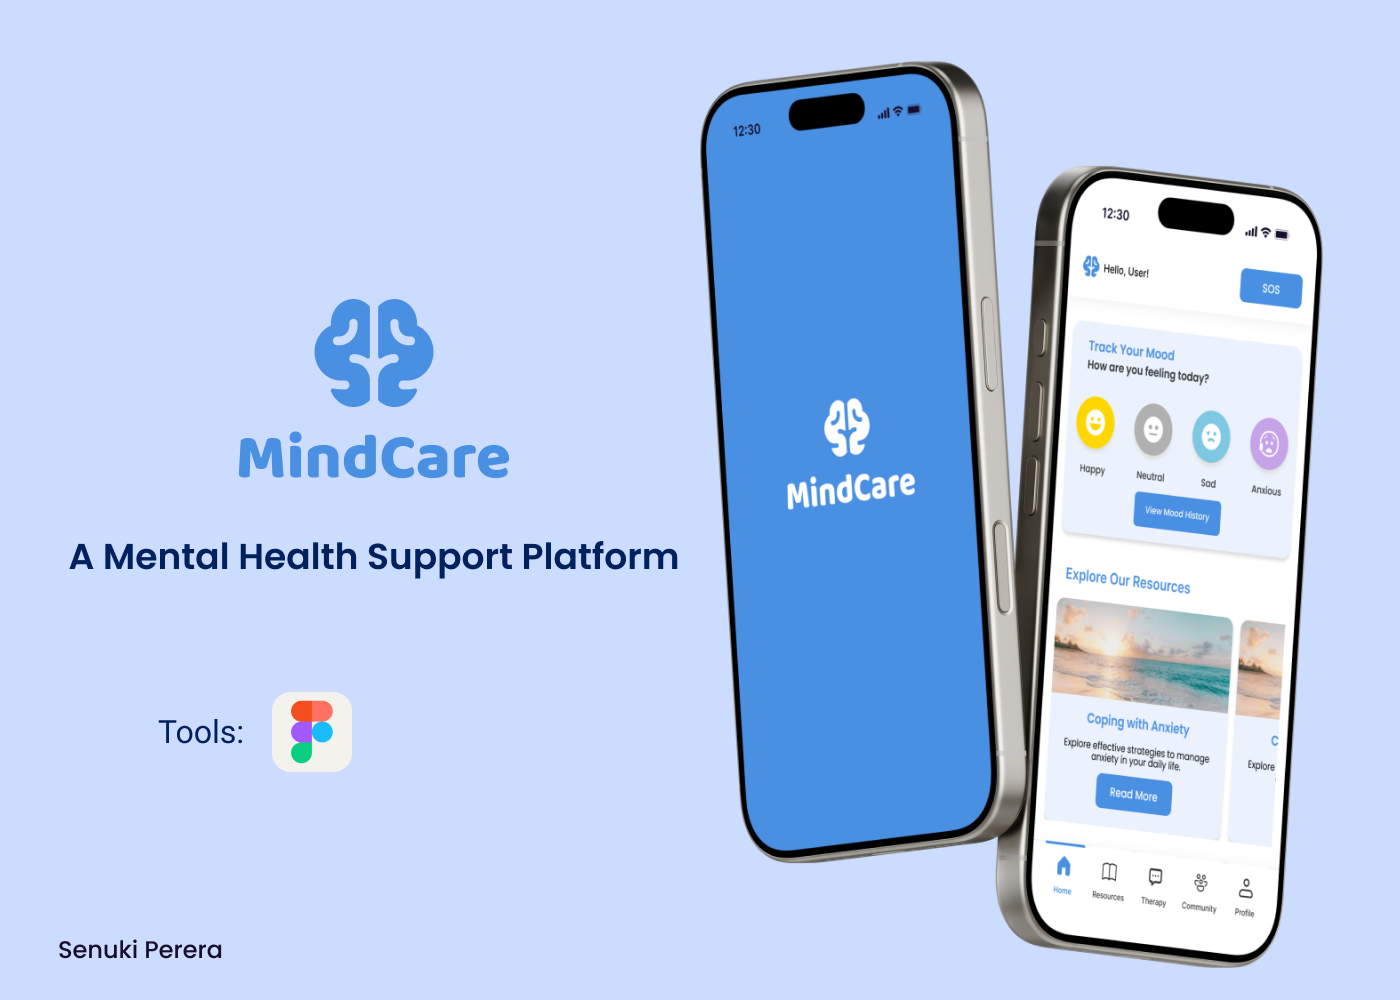 MindCare
A Mental Health Support Platform
Tools:
Senuki Perera
12:30
MindCare
12:30
Hello, User!
SOS
Track Your Mood
How are you feeling today?
Happy
Neutral
Sad
Anxious
View Mood History
Explore Our Resources
Coping with Anxiety
Explore effective strategies to manage
anxiety in your daily life.
Read More
C
Explore
Home
Resources
Therapy
Community
Profile